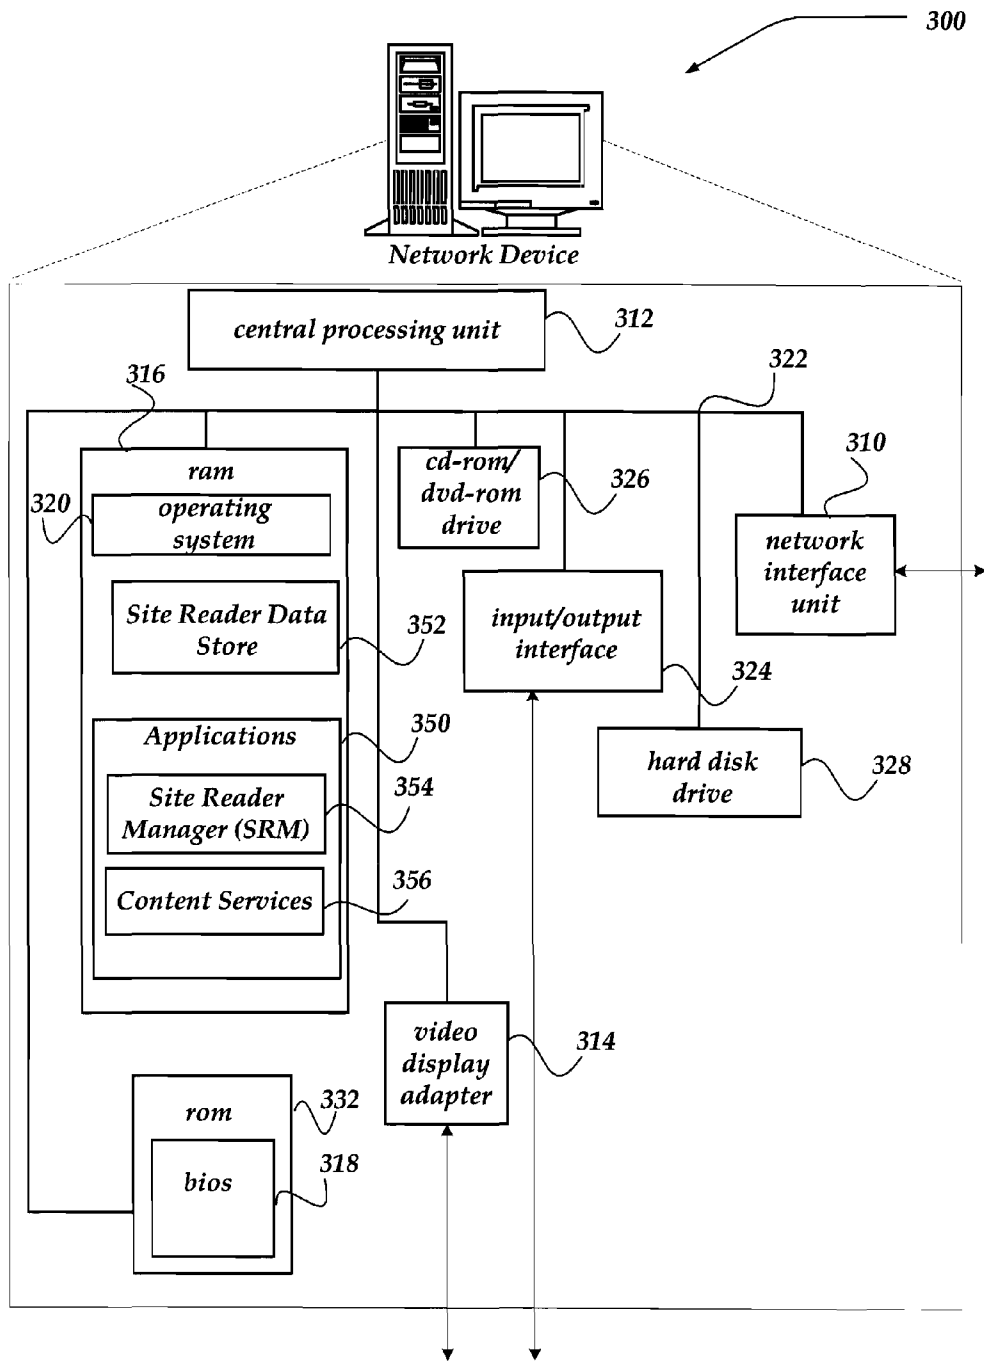 300
Network Device
central processing unit
312
316
322
ram
cd-rom/
dvd-rom
drive
326
310
320
operating
system
network
interface
unit
Site Reader Data
Store
352
input/output
interface
324
350
Applications
hard disk
drive
328
Site Reader
Manager (SRM)
354
Content Services
356
video
display
adapter
314
rom
332
bios
318